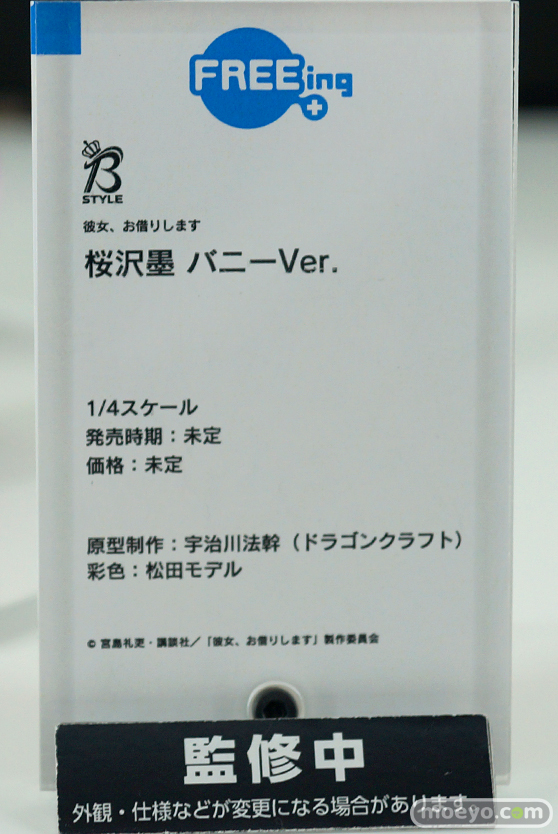 FREEing
B
STYLE
彼女、お借りします
桜沢墨 バニーVer.
1/4スケール
発売時期：未定
価格：未定
原型制作：宇治川法幹（ドラゴンクラフト）
彩色：松田モデル
© 宮島礼吏・講談社／「彼女、お借りします」製作委員会
監修中
外観・仕様などが変更になる場合があります。
moeyo.com